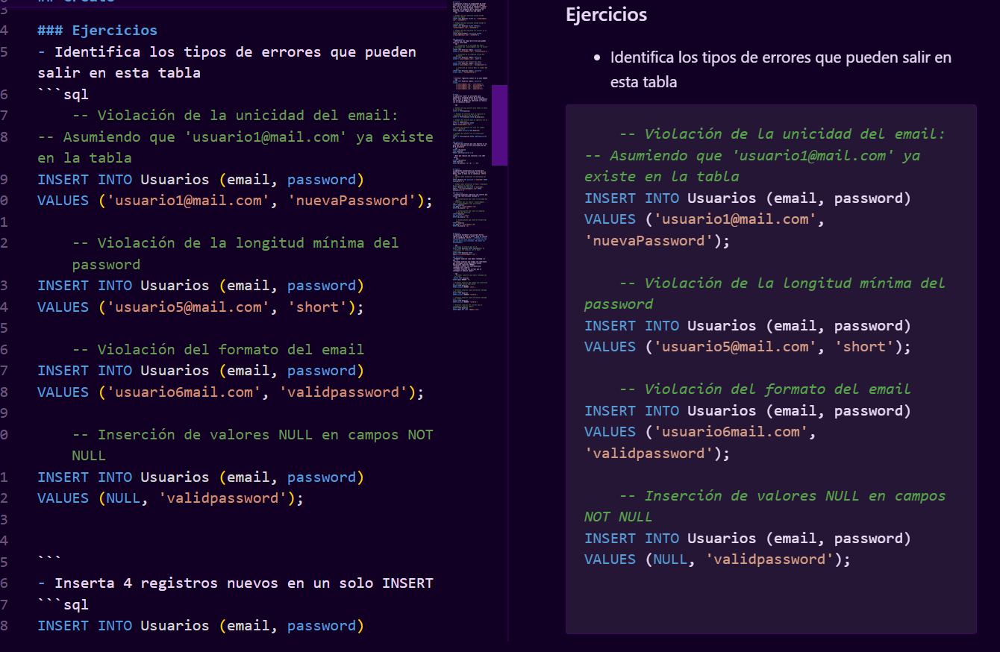 ### Ejercicios
- Identifica los tipos de errores que pueden
salir en esta tabla
```sql
-- Violación de la unicidad del email:
-- Asumiendo que 'usuario1@mail.com' ya existe
en la tabla
INSERT INTO Usuarios (email, password)
VALUES ('usuario1@mail.com', 'nuevaPassword');
-- Violación de la longitud mínima del
password
INSERT INTO Usuarios (email, password)
VALUES ('usuario5@mail.com', 'short');
-- Violación del formato del email
INSERT INTO Usuarios (email, password)
VALUES ('usuario6mail.com', 'validpassword');
-- Inserción de valores NULL en campos NOT
NULL
INSERT INTO Usuarios (email, password)
VALUES (NULL, 'validpassword');
```
- Inserta 4 registros nuevos en un solo INSERT
```sql
INSERT INTO Usuarios (email, password)
Ejercicios
• Identifica los tipos de errores que pueden salir en
esta tabla
-- Violación de la unicidad del email:
-- Asumiendo que 'usuario1@mail.com' ya
existe en la tabla
INSERT INTO Usuarios (email, password)
VALUES ('usuario1@mail.com',
'nuevaPassword');
-- Violación de la longitud mínima del
password
INSERT INTO Usuarios (email, password)
VALUES ('usuario5@mail.com', 'short');
-- Violación del formato del email
INSERT INTO Usuarios (email, password)
VALUES ('usuario6mail.com',
'validpassword');
-- Inserción de valores NULL en campos
NOT NULL
INSERT INTO Usuarios (email, password)
VALUES (NULL, 'validpassword');